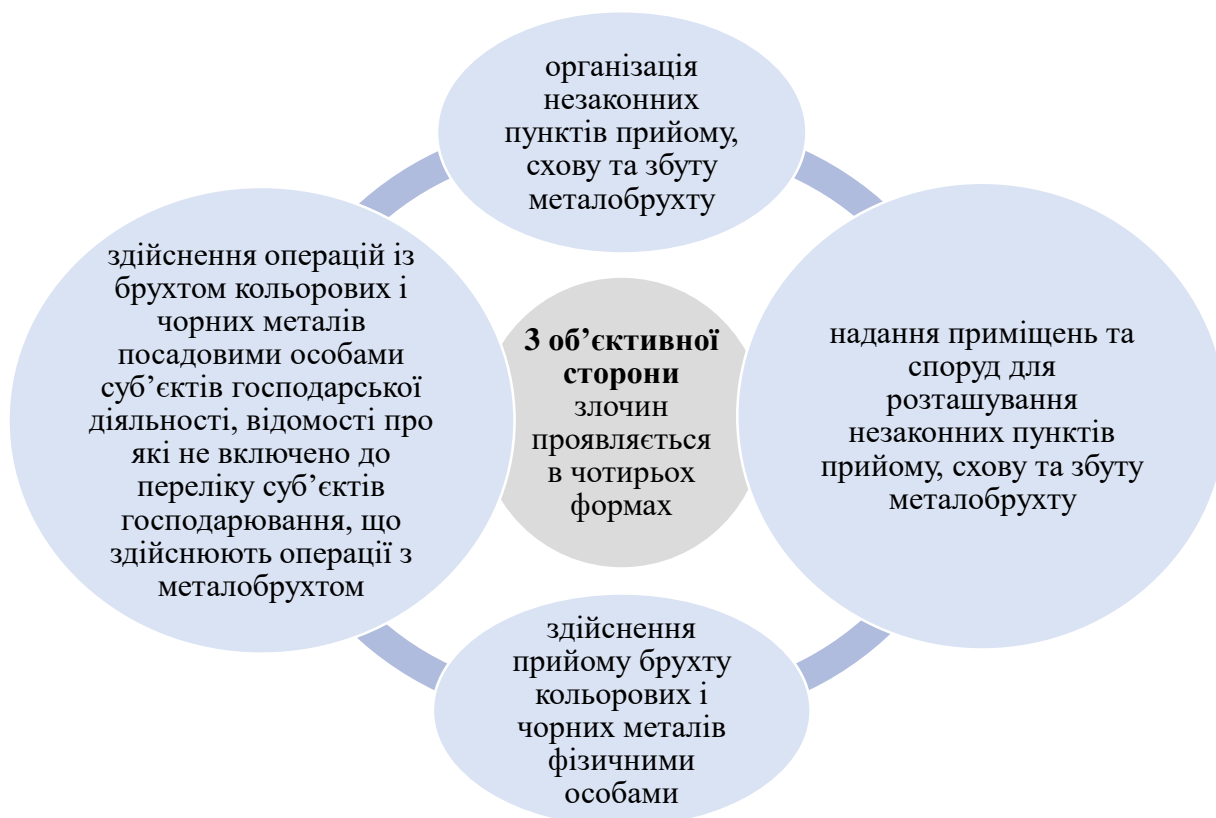 організація
незаконних
пунктів прийому,
схову та збуту
металобрухту
здійснення операцій із
брухтом кольорових і
чорних металів
посадовими особами
суб’єктів господарської
діяльності, відомості про
які не включено до
переліку суб’єктів
господарювання, що
здійснюють операції з
металобрухтом
З об’єктивної
сторони
злочин
проявляється
в чотирьох
формах
надання приміщень та
споруд для
розташування
незаконних пунктів
прийому, схову та збуту
металобрухту
здійснення
прийому брухту
кольорових і
чорних металів
фізичними
особами